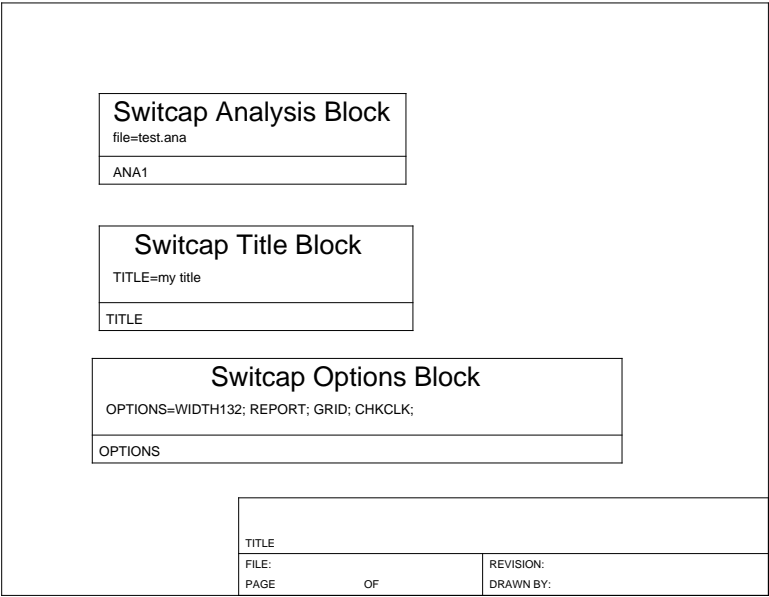 Switcap Analysis Block
file=test.ana
ANA1
Switcap Title Block
TITLE=my title
TITLE
Switcap Options Block
OPTIONS=WIDTH132; REPORT; GRID; CHKCLK;
OPTIONS
TITLE
FILE: REVISION:
PAGE OF DRAWN BY: